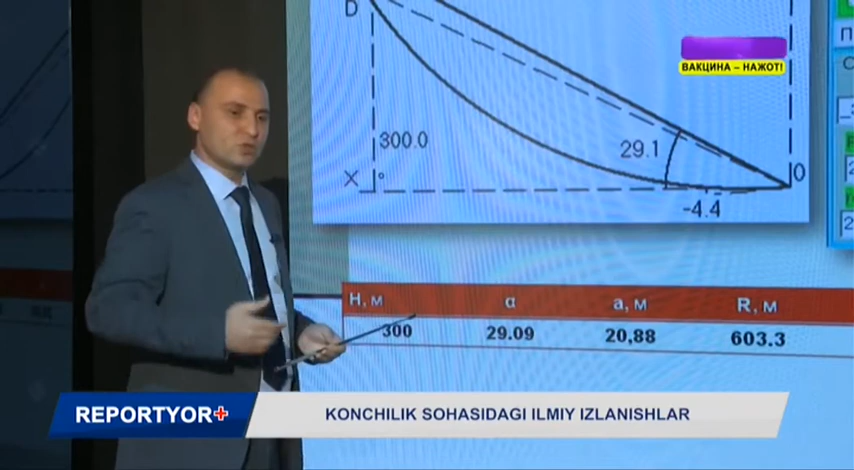 D
ВАКЦИНА – НАЖОТ!
300.0
29.1
X
O
-4.4
H, м α a, м R, м
300 29.09 20,88 603.3
REPORTYOR+
KONCHILIK SOHASIDAGI ILMIY IZLANISHLAR